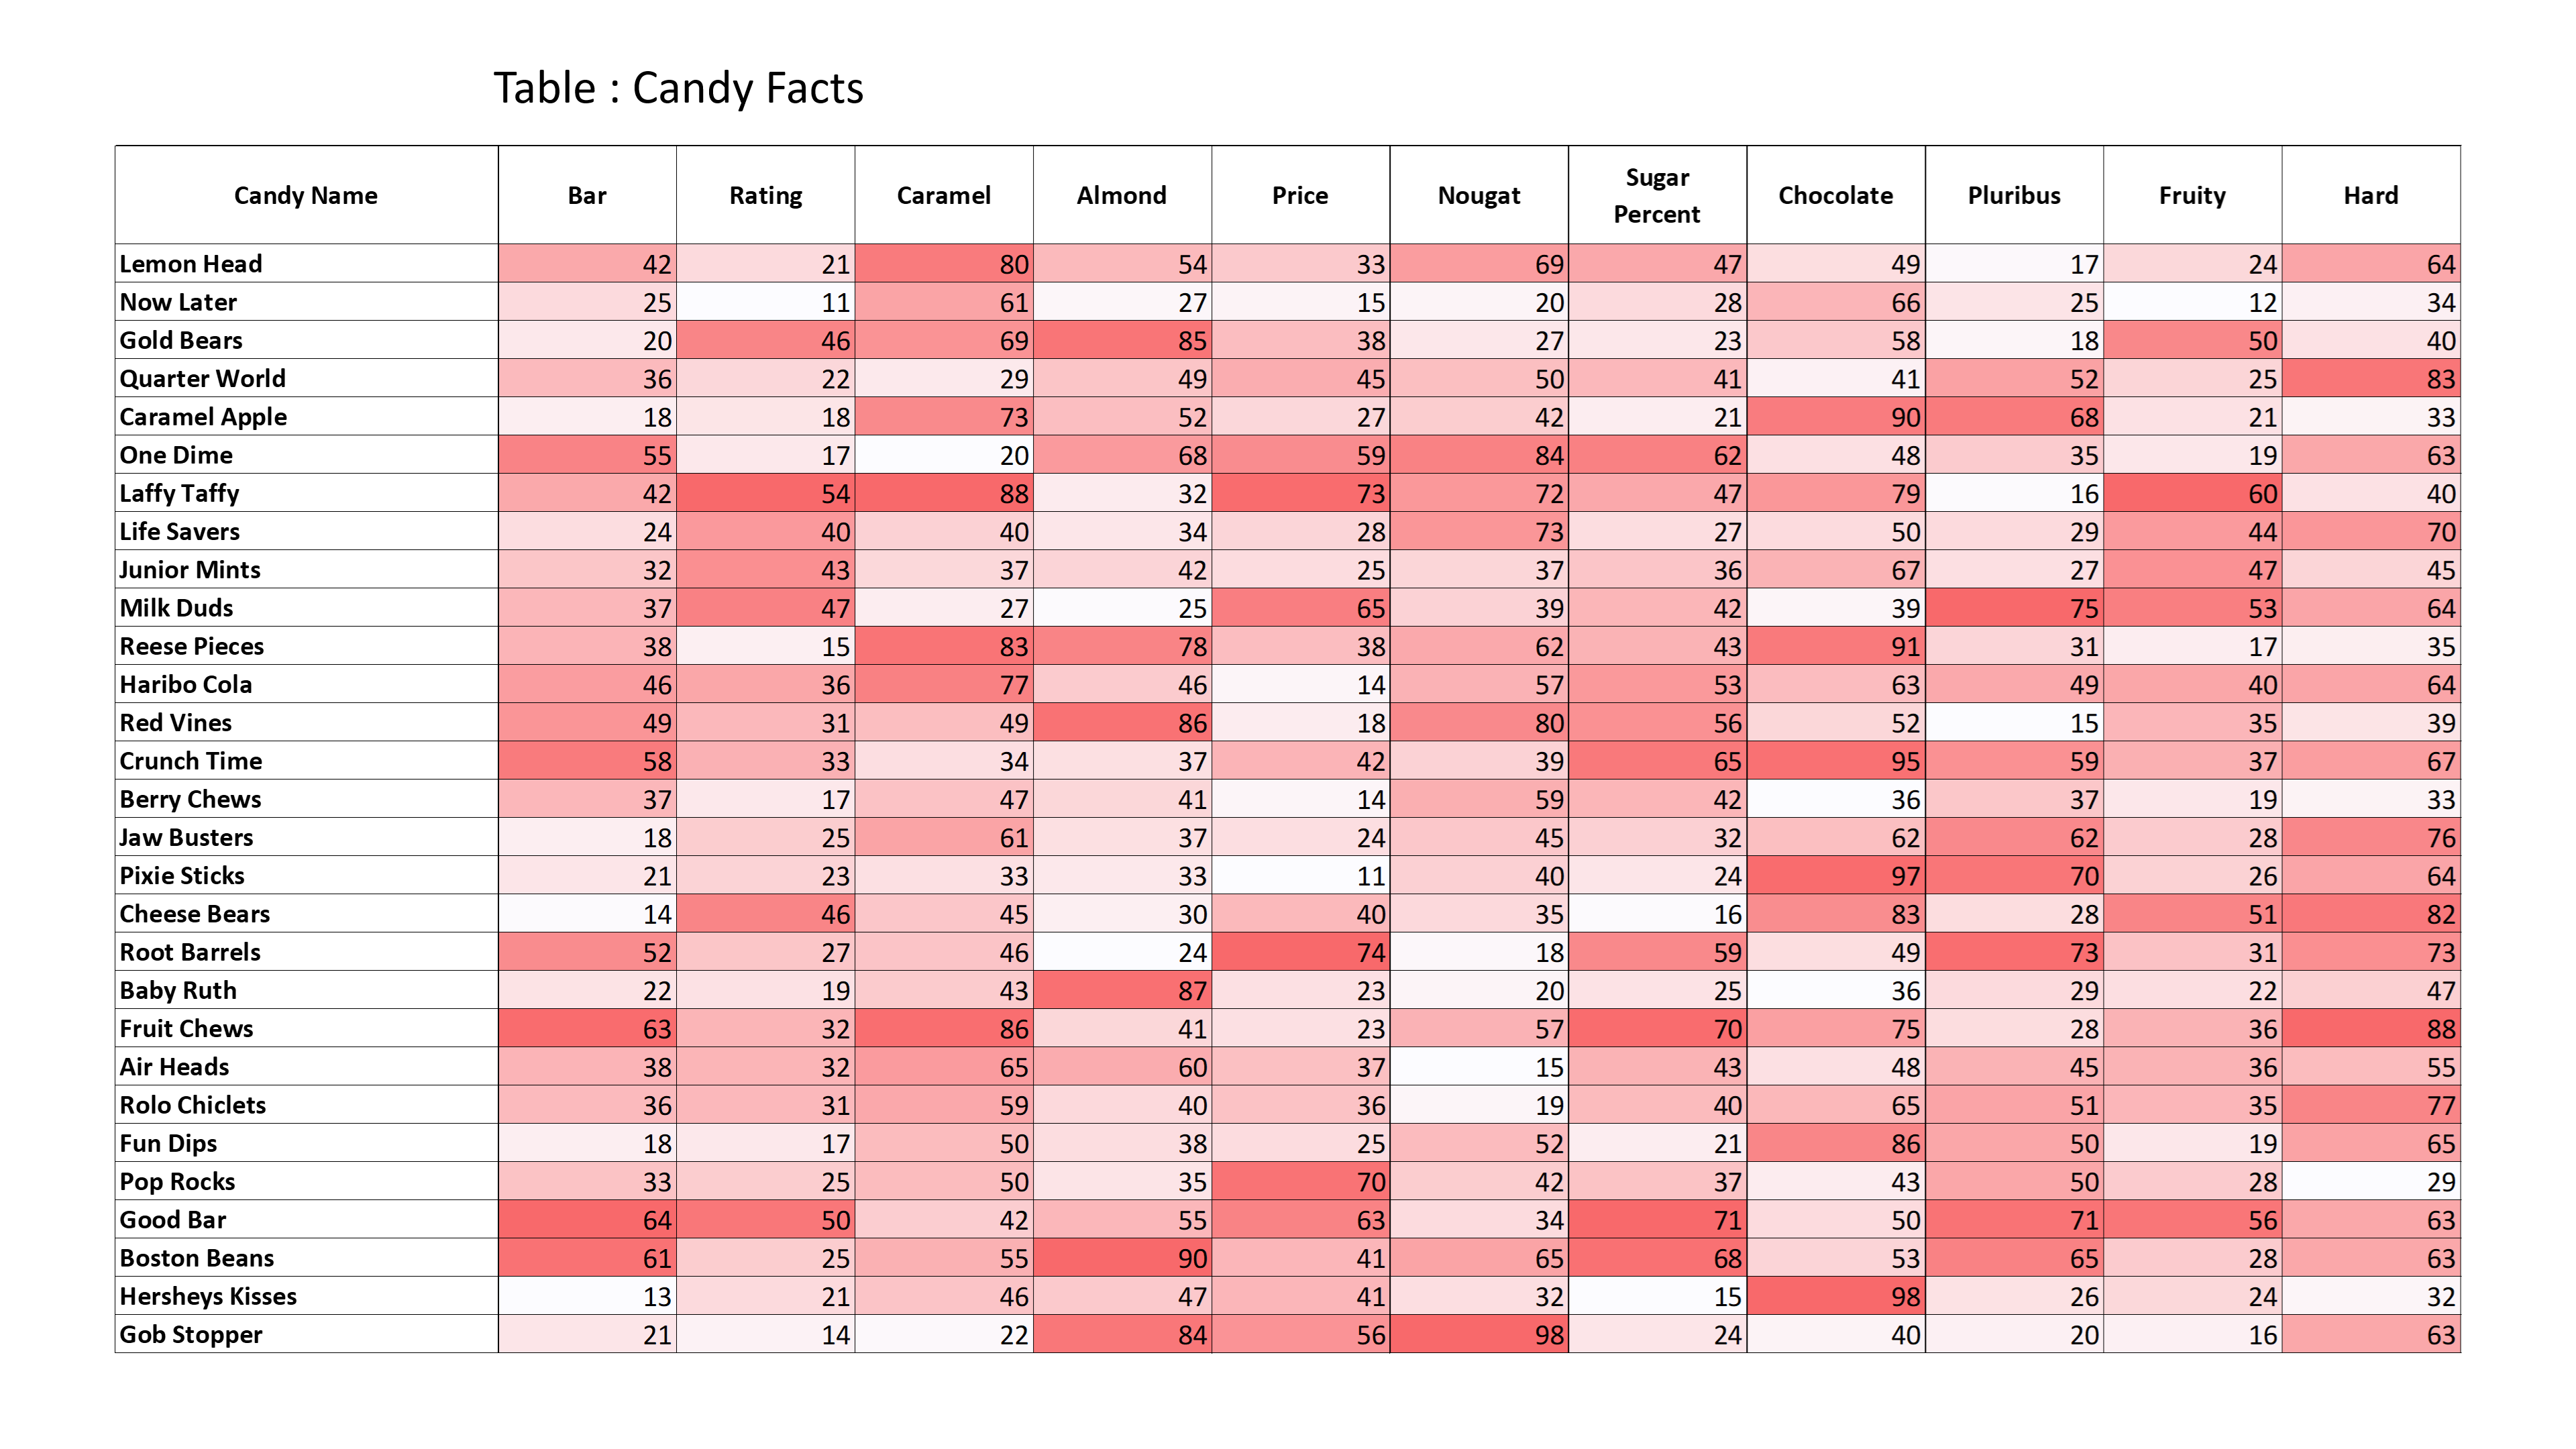 Table : Candy Facts
Candy Name Bar Rating Caramel Almond Price Nougat Sugar Percent Chocolate Pluribus Fruity Hard
Lemon Head 42 21 80 54 33 69 47 49 17 24 64
Now Later 25 11 61 27 15 20 28 66 25 12 34
Gold Bears 20 46 69 85 38 27 23 58 18 50 40
Quarter World 36 22 29 49 45 50 41 41 52 25 83
Caramel Apple 18 18 73 52 27 42 21 90 68 21 33
One Dime 55 17 20 68 59 84 62 48 35 19 63
Laffy Taffy 42 54 88 32 73 72 47 79 16 60 40
Life Savers 24 40 40 34 28 73 27 50 29 44 70
Junior Mints 32 43 37 42 25 37 36 67 27 47 45
Milk Duds 37 47 27 25 65 39 42 39 75 53 64
Reese Pieces 38 15 83 78 38 62 43 91 31 17 35
Haribo Cola 46 36 77 46 14 57 53 63 49 40 64
Red Vines 49 31 49 86 18 80 56 52 15 35 39
Crunch Time 58 33 34 37 42 39 65 95 59 37 67
Berry Chews 37 17 47 41 14 59 42 36 37 19 33
Jaw Busters 18 25 61 37 24 45 32 62 62 28 76
Pixie Sticks 21 23 33 33 11 40 24 97 70 26 64
Cheese Bears 14 46 45 30 40 35 16 83 28 51 82
Root Barrels 52 27 46 24 74 18 59 49 73 31 73
Baby Ruth 22 19 43 87 23 20 25 36 29 22 47
Fruit Chews 63 32 86 41 23 57 70 75 28 36 88
Air Heads 38 32 65 60 37 15 43 48 45 36 55
Rolo Chiclets 36 31 59 40 36 19 40 65 51 35 77
Fun Dips 18 17 50 38 25 52 21 86 50 19 65
Pop Rocks 33 25 50 35 70 42 37 43 50 28 29
Good Bar 64 50 42 55 63 34 71 50 71 56 63
Boston Beans 61 25 55 90 41 65 68 53 65 28 63
Hersheys Kisses 13 21 46 47 41 32 15 98 26 24 32
Gob Stopper 21 14 22 84 56 98 24 40 20 16 63